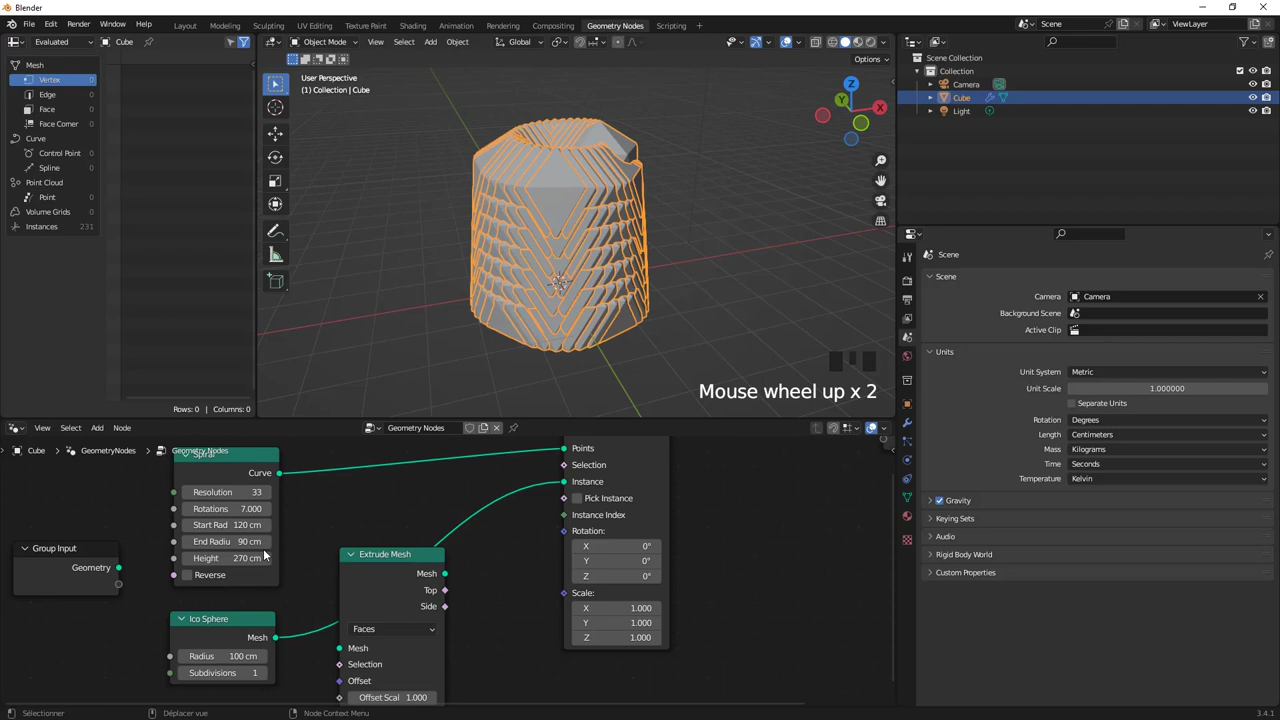 Blender
File Edit Render Window Help Layout Modeling Sculpting UV Editing Texture Paint Shading Animation Rendering Compositing Geometry Nodes Scripting + Scene ViewLayer
Evaluated Cube Object Mode View Select Add Object Global
Mesh
Vertex 0
Edge 0
Face 0
Face Corner 0
Curve
Control Point 0
Spline 0
Point Cloud
Point 0
Volume Grids
Instances 231
Rows: 0 | Columns: 0
Options
User Perspective
(1) Collection | Cube
Z
Y
X
Mouse wheel up x 2
Scene Collection
Collection
Camera
Cube
Light
Scene
Scene
Camera Camera
Background Scene
Active Clip
Units
Unit System Metric
Unit Scale 1.000000
Separate Units
Rotation Degrees
Length Centimeters
Mass Kilograms
Time Seconds
Temperature Kelvin
Gravity
Keying Sets
Audio
Rigid Body World
Custom Properties
View Select Add Node Geometry Nodes
Cube GeometryNodes Geometry Nodes
Spiral
Curve
Resolution 33
Rotations 7.000
Start Rad 120 cm
End Radiu 90 cm
Height 270 cm
Reverse
Group Input
Geometry
Ico Sphere
Mesh
Radius 100 cm
Subdivisions 1
Extrude Mesh
Mesh
Top
Side
Faces
Mesh
Selection
Offset
Offset Scal 1.000
Points
Selection
Instance
Pick Instance
Instance Index
Rotation:
X 0°
Y 0°
Z 0°
Scale:
X 1.000
Y 1.000
Z 1.000
Sélectionner Déplacer vue Node Context Menu 3.4.1